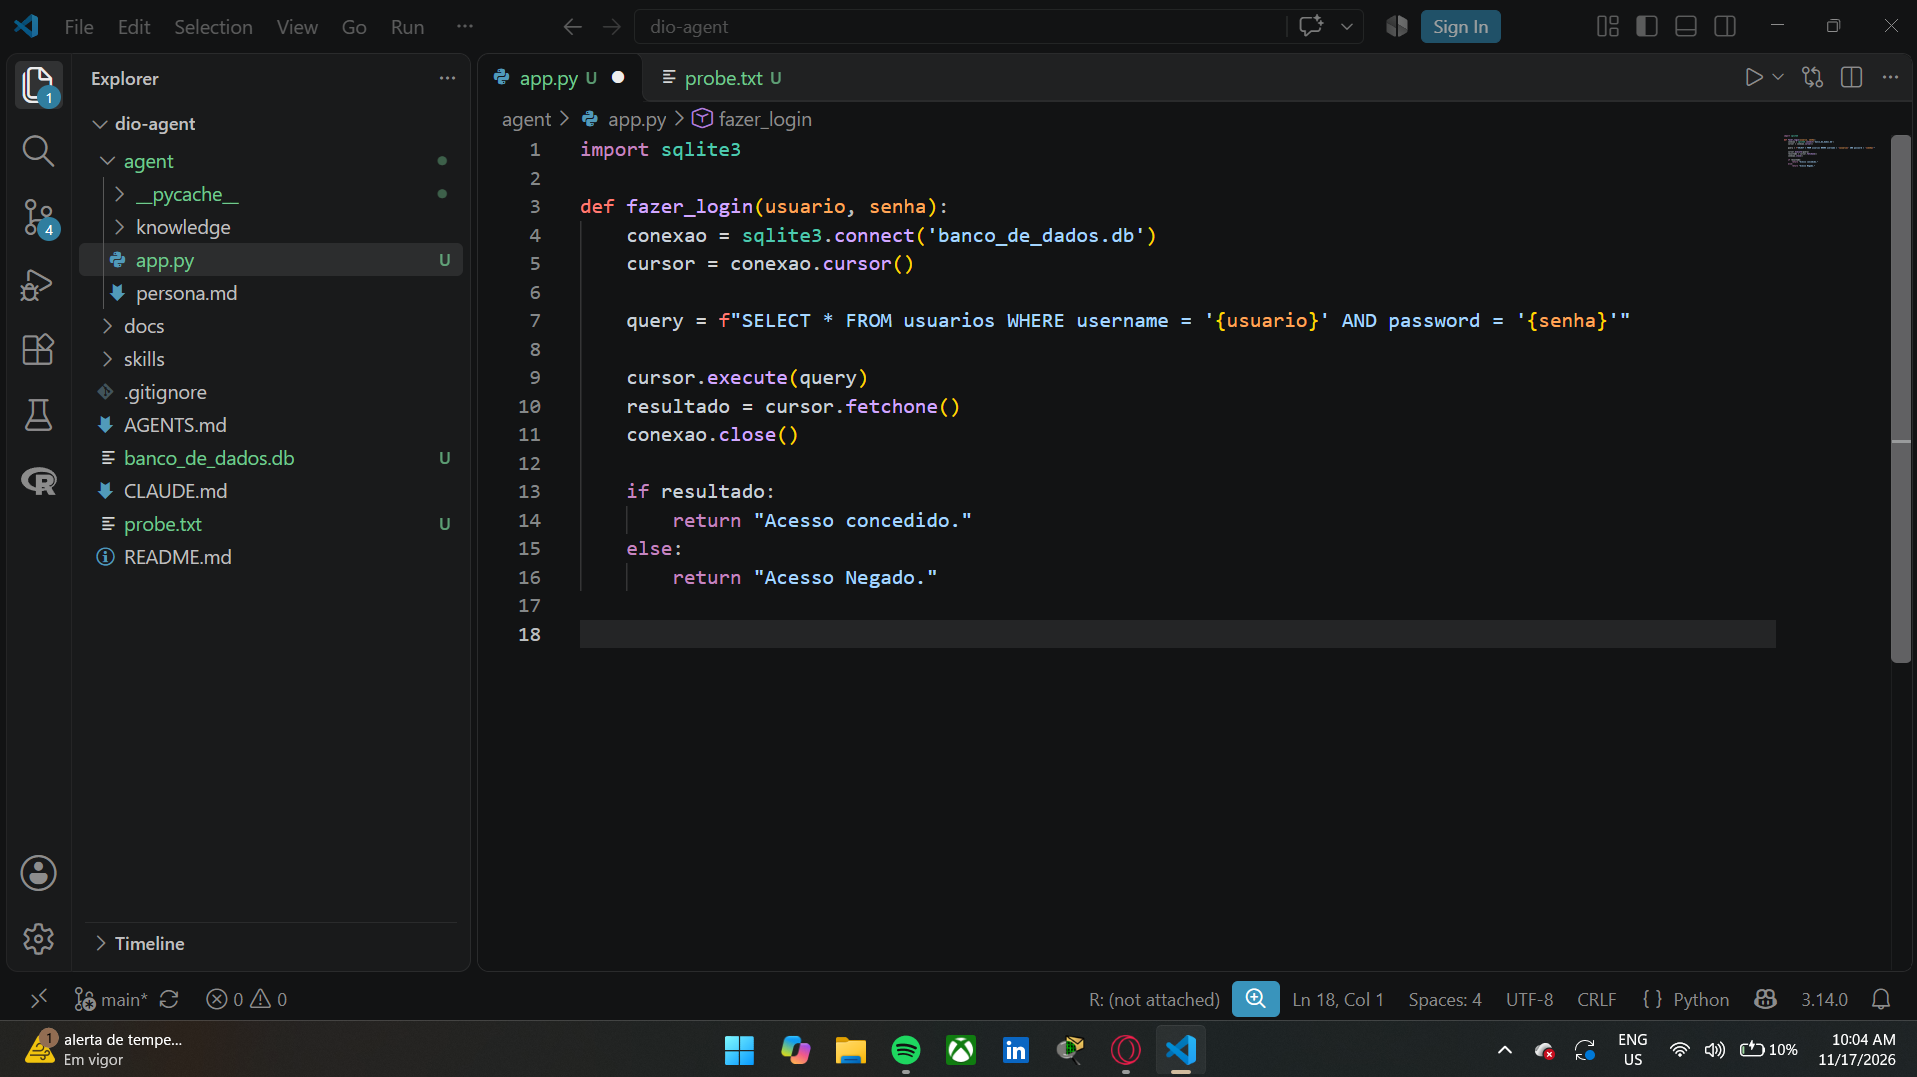 File Edit Selection View Go Run ··· dio-agent Sign In
Explorer ···
dio-agent
agent
__pycache__
knowledge
app.py U
persona.md
docs
skills
.gitignore
AGENTS.md
banco_de_dados.db U
CLAUDE.md
probe.txt U
README.md
Timeline
1
4
app.py U
probe.txt U
agent > app.py > fazer_login
1 import sqlite3
2
3 def fazer_login(usuario, senha):
4 conexao = sqlite3.connect('banco_de_dados.db')
5 cursor = conexao.cursor()
6
7 query = f"SELECT * FROM usuarios WHERE username = '{usuario}' AND password = '{senha}'"
8
9 cursor.execute(query)
10 resultado = cursor.fetchone()
11 conexao.close()
12
13 if resultado:
14 return "Acesso concedido."
15 else:
16 return "Acesso Negado."
17
18
main* 0 0 R: (not attached) Ln 18, Col 1 Spaces: 4 UTF-8 CRLF { } Python 3.14.0
1
alerta de tempe...
Em vigor
ENG
US
10%
10:04 AM
11/17/2026